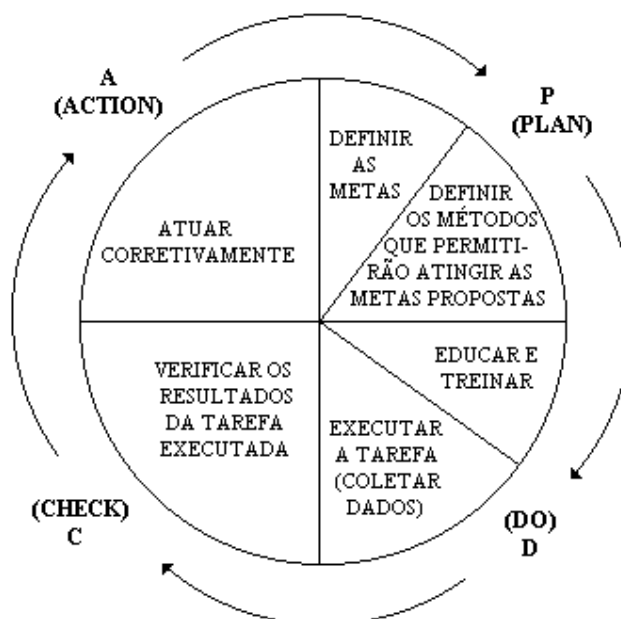 A
(ACTION)
P
(PLAN)
DEFINIR
AS
METAS
DEFINIR
OS MÉTODOS
QUE PERMITI-
RÃO ATINGIR AS
METAS PROPOSTAS
ATUAR
CORRETIVAMENTE
EDUCAR E
TREINAR
VERIFICAR OS
RESULTADOS
DA TAREFA
EXECUTADA
EXECUTAR
A TAREFA
(COLETAR
DADOS)
(CHECK)
C
(DO)
D